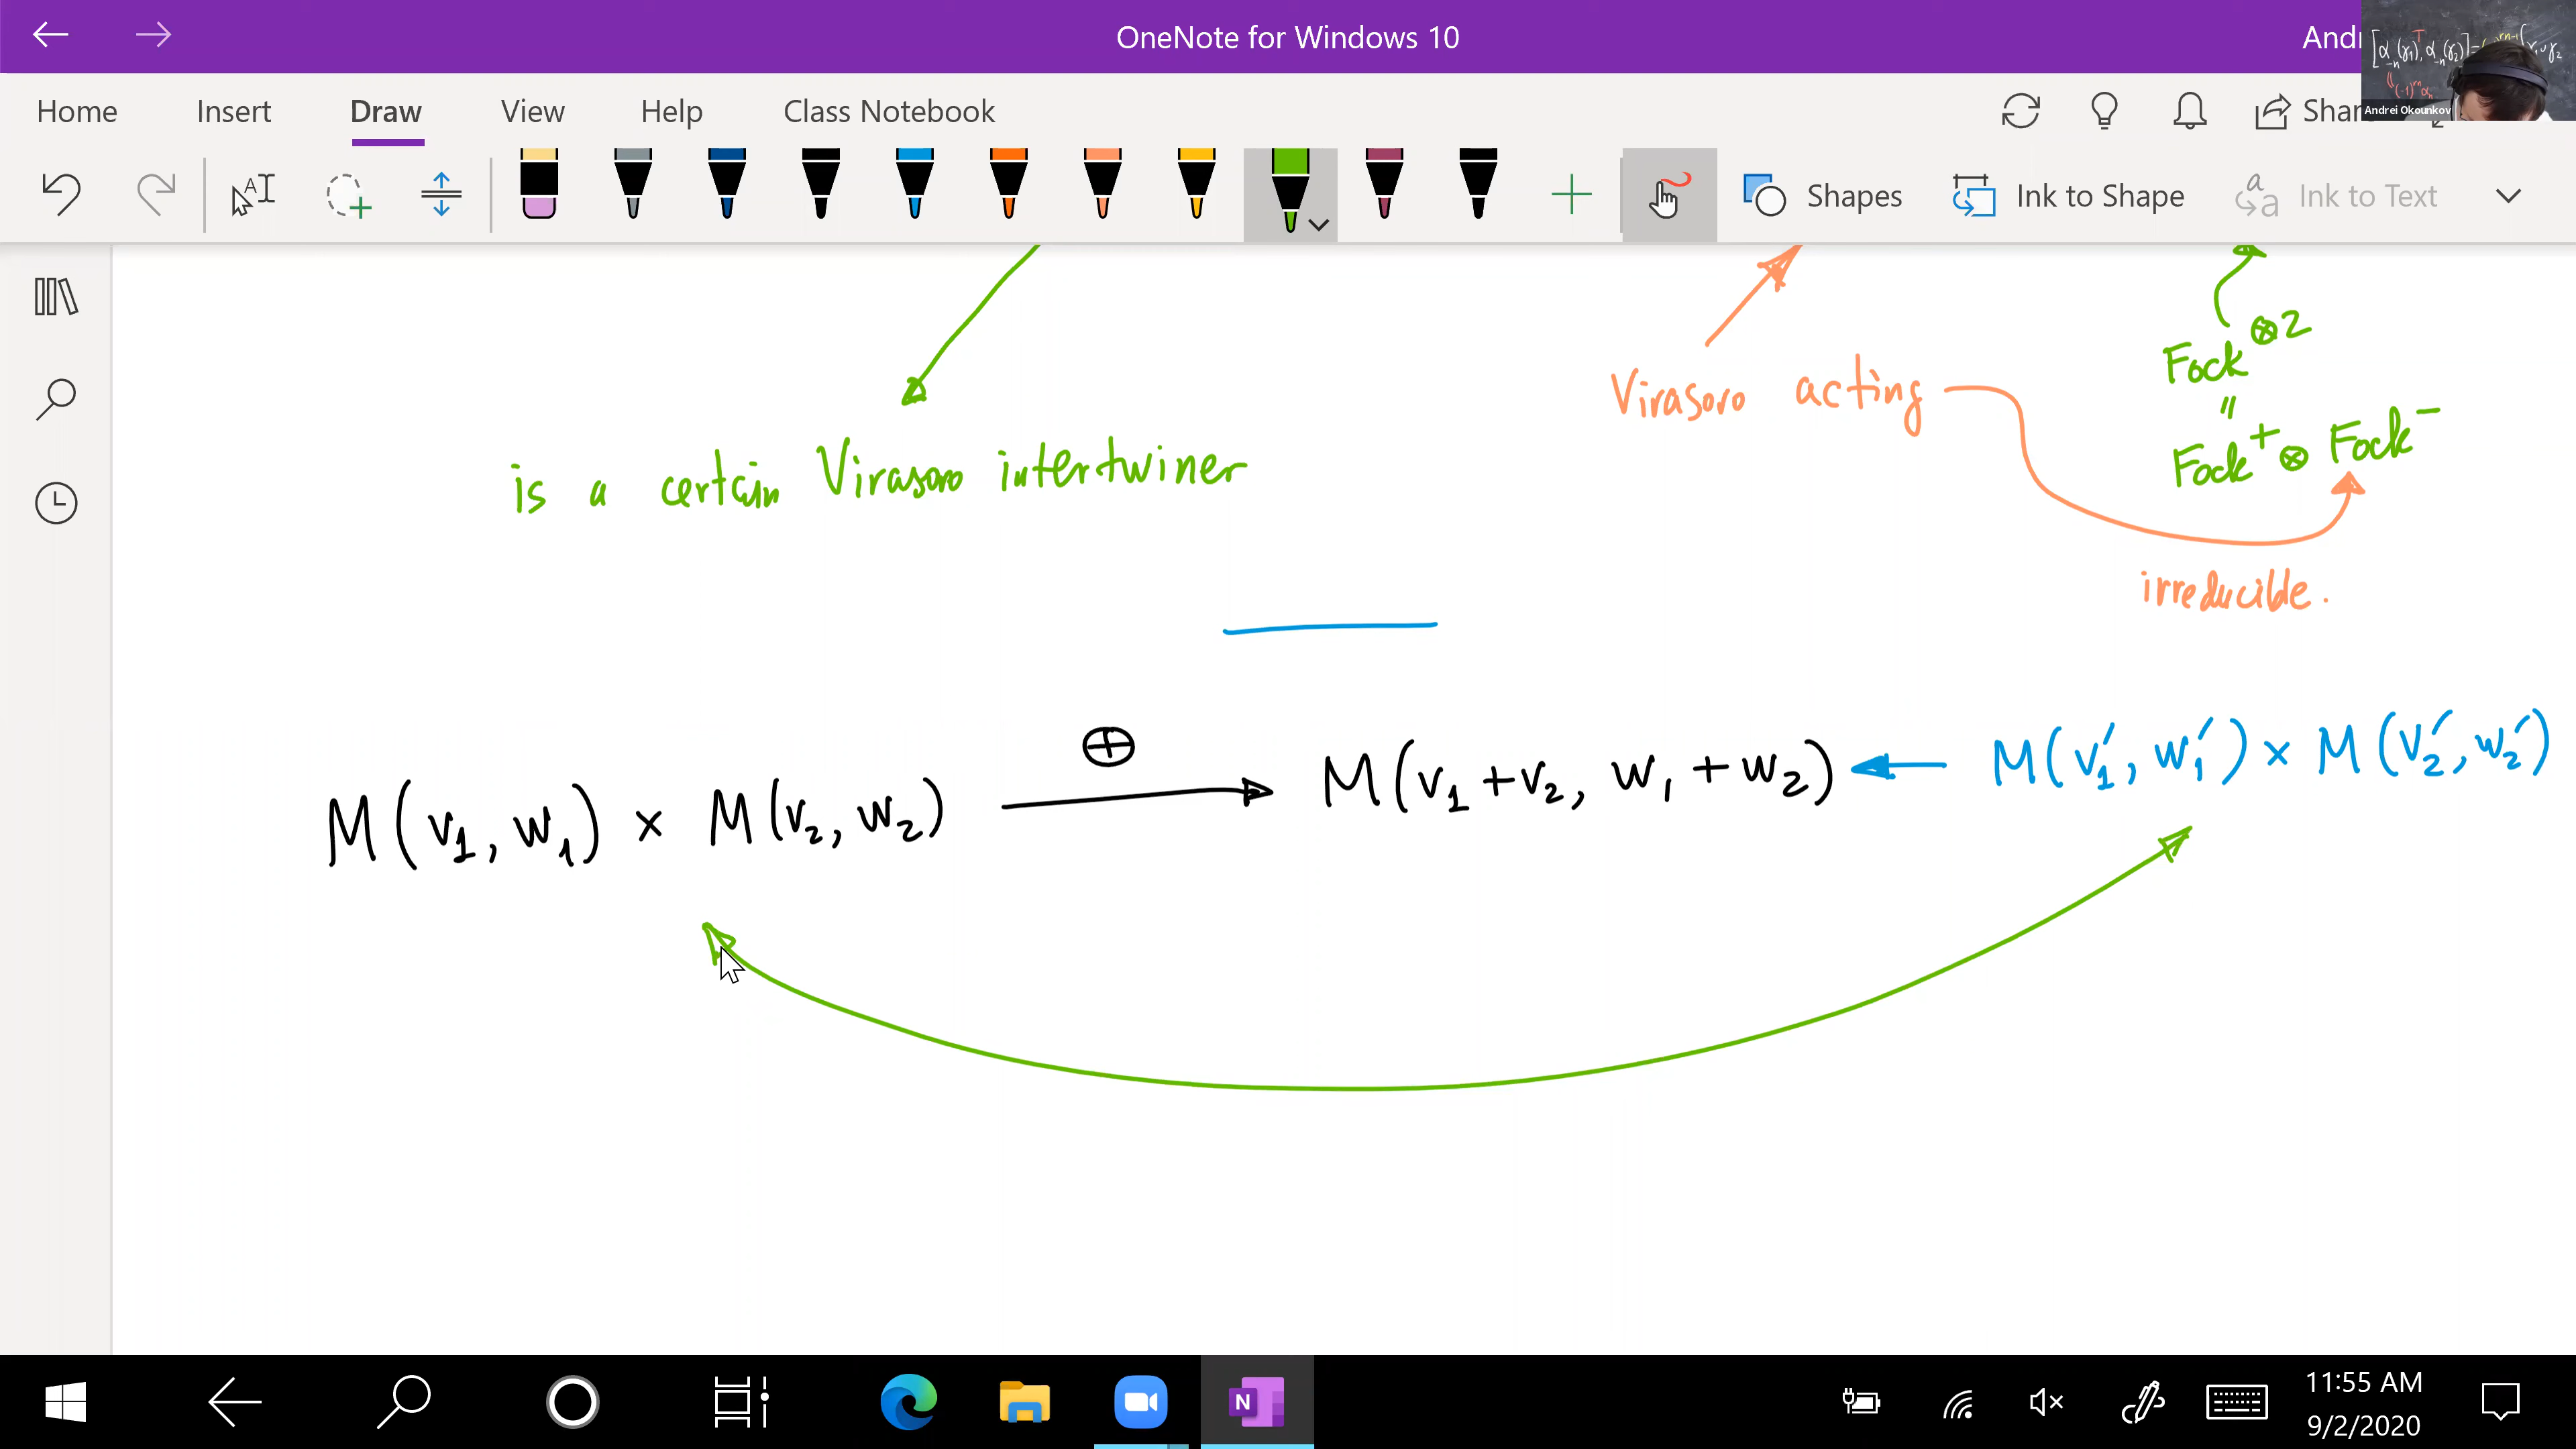 OneNote for Windows 10
Andrei Okounkov
Home Insert Draw View Help Class Notebook
Shapes Ink to Shape Ink to Text
Fock ⊗2
Virasoro acting
=
Fock⁺ ⊗ Fock⁻
is a certain Virasoro intertwiner
irreducible.
⊕
M(v₁, w₁) × M(v₂, w₂) → M(v₁+v₂, w₁+w₂) ← M(v₁′, w₁′) × M(v₂′, w₂′)
11:55 AM
9/2/2020